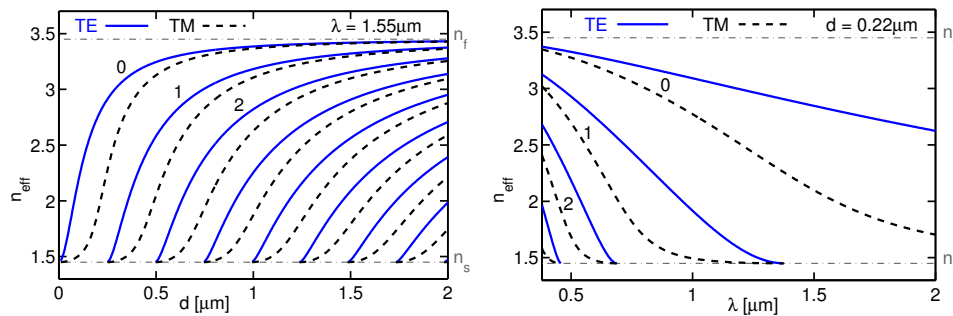 TE TM λ = 1.55μm
n_f
3.5
3
2.5
2
1.5
n_eff
0
1
2
n_s
0 0.5 1 1.5 2
d [μm]
TE TM d = 0.22μm
n
3.5
3
2.5
2
1.5
n_eff
0
1
2
n
0.5 1 1.5 2
λ [μm]